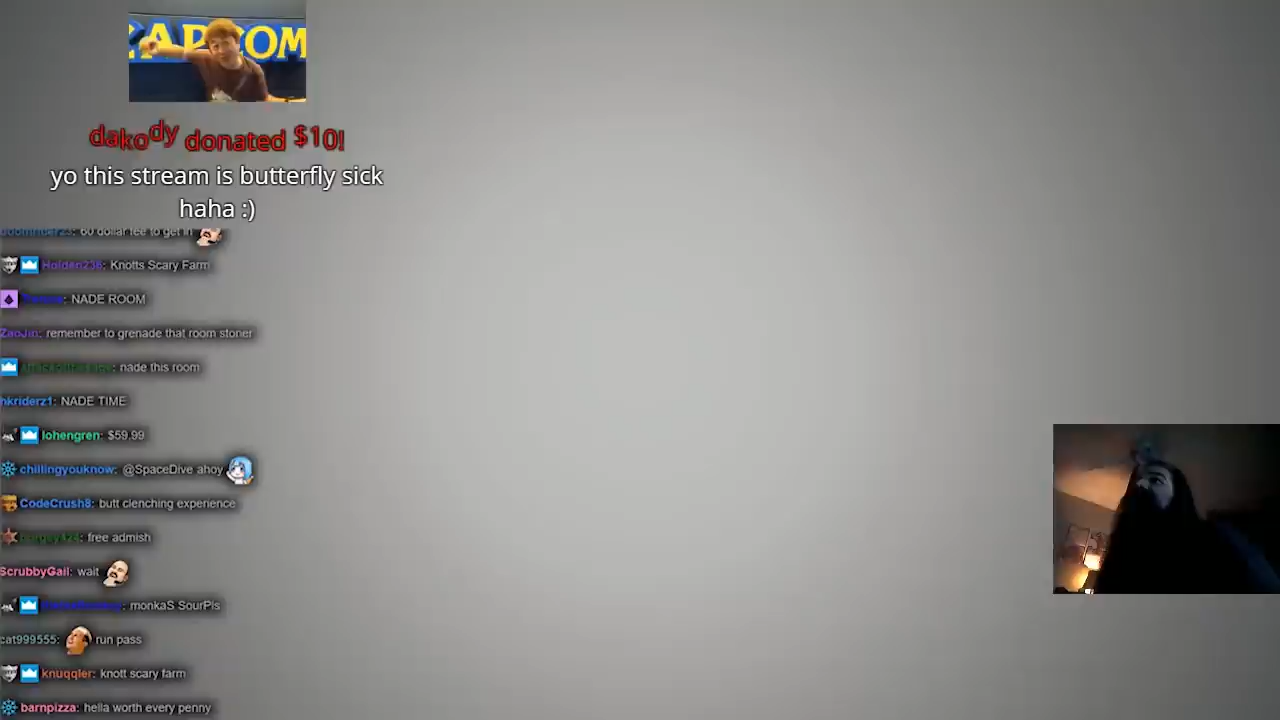 CAPCOM
dakody donated $10!
yo this stream is butterfly sick
haha :)
: 60 dollar fee to get in
Holden236: Knotts Scary Farm
: NADE ROOM
ZaoJin: remember to grenade that room stoner
: nade this room
hkriderz1: NADE TIME
lohengren: $59.99
chillingyouknow: @SpaceDive ahoy
CodeCrush8: butt clenching experience
: free admish
ScrubbyGail: wait
: monkaS SourPis
cat999555: run pass
knuqqler: knott scary farm
barnpizza: hella worth every penny